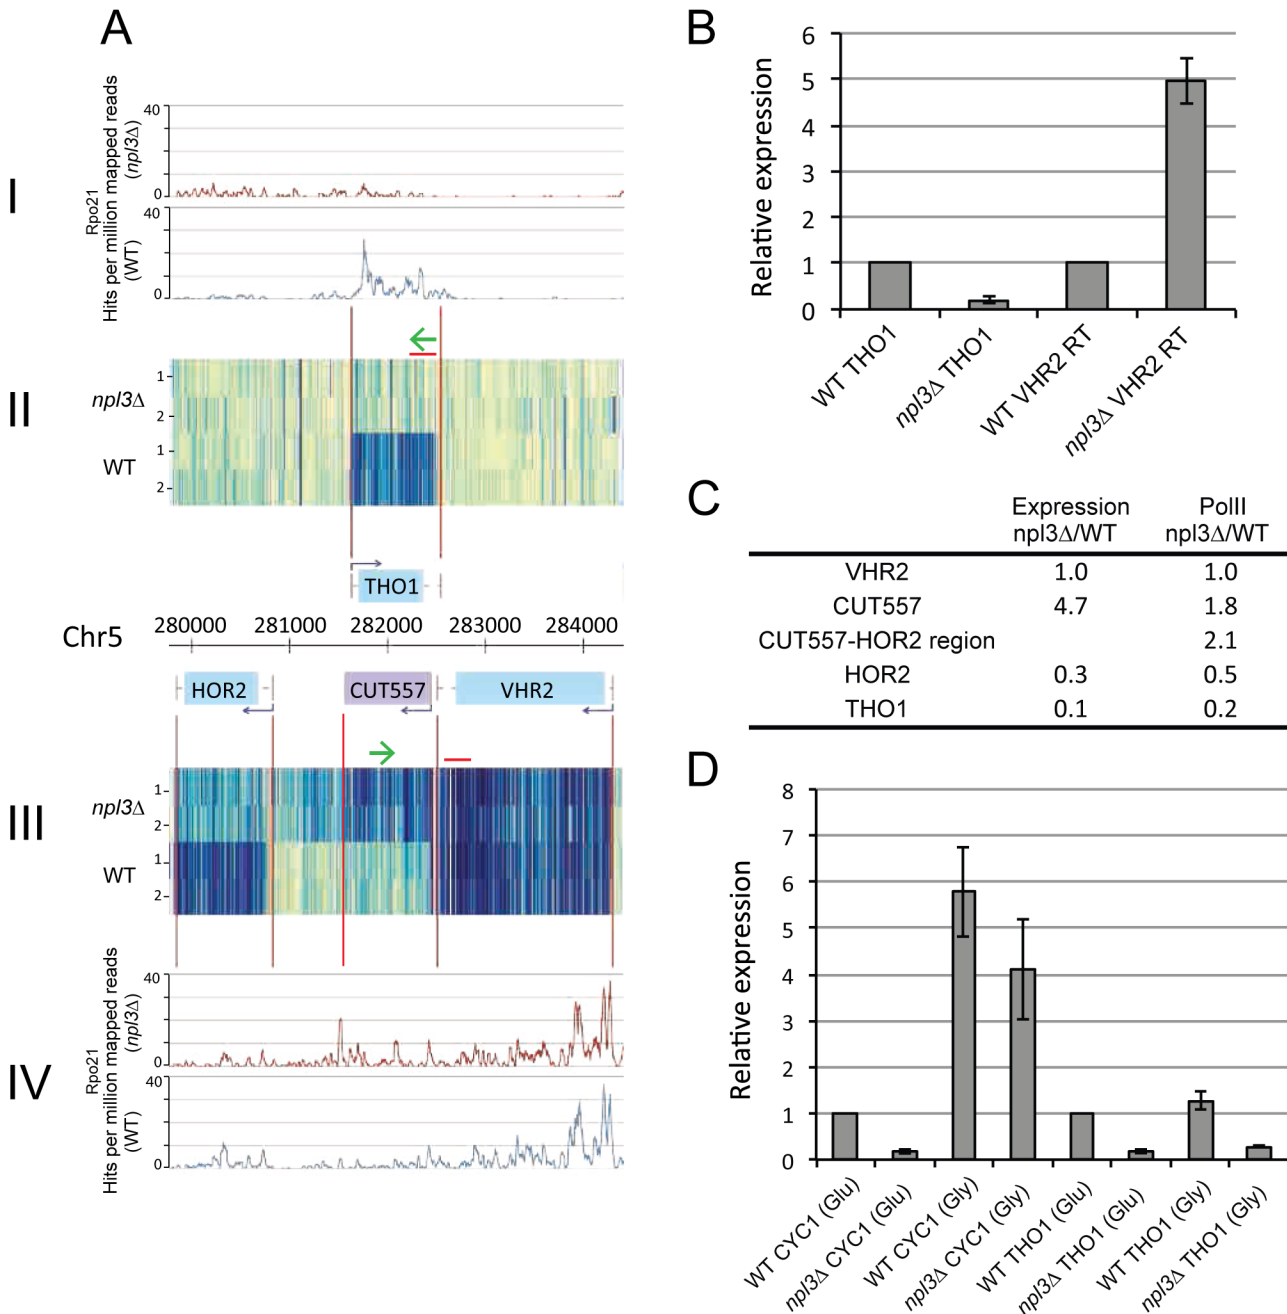 A
I
Rpo21
Hits per million mapped reads
(npl3Δ)
(WT)
40
0
40
0
II
npl3Δ
WT
1
2
1
2
THO1
Chr5
280000 281000 282000 283000 284000
HOR2 CUT557 VHR2
III
npl3Δ
WT
1
2
1
2
IV
Rpo21
Hits per million mapped reads
(npl3Δ)
(WT)
40
0
40
0
B
Relative expression
6
5
4
3
2
1
0
WT THO1
npl3Δ THO1
WT VHR2 RT
npl3Δ VHR2 RT
C
Expression PolII
npl3Δ/WT npl3Δ/WT
VHR2 1.0 1.0
CUT557 4.7 1.8
CUT557-HOR2 region 2.1
HOR2 0.3 0.5
THO1 0.1 0.2
D
Relative expression
8
7
6
5
4
3
2
1
0
WT CYC1 (Glu)
npl3Δ CYC1 (Glu)
WT CYC1 (Gly)
npl3Δ CYC1 (Gly)
WT THO1 (Glu)
npl3Δ THO1 (Glu)
WT THO1 (Gly)
npl3Δ THO1 (Gly)